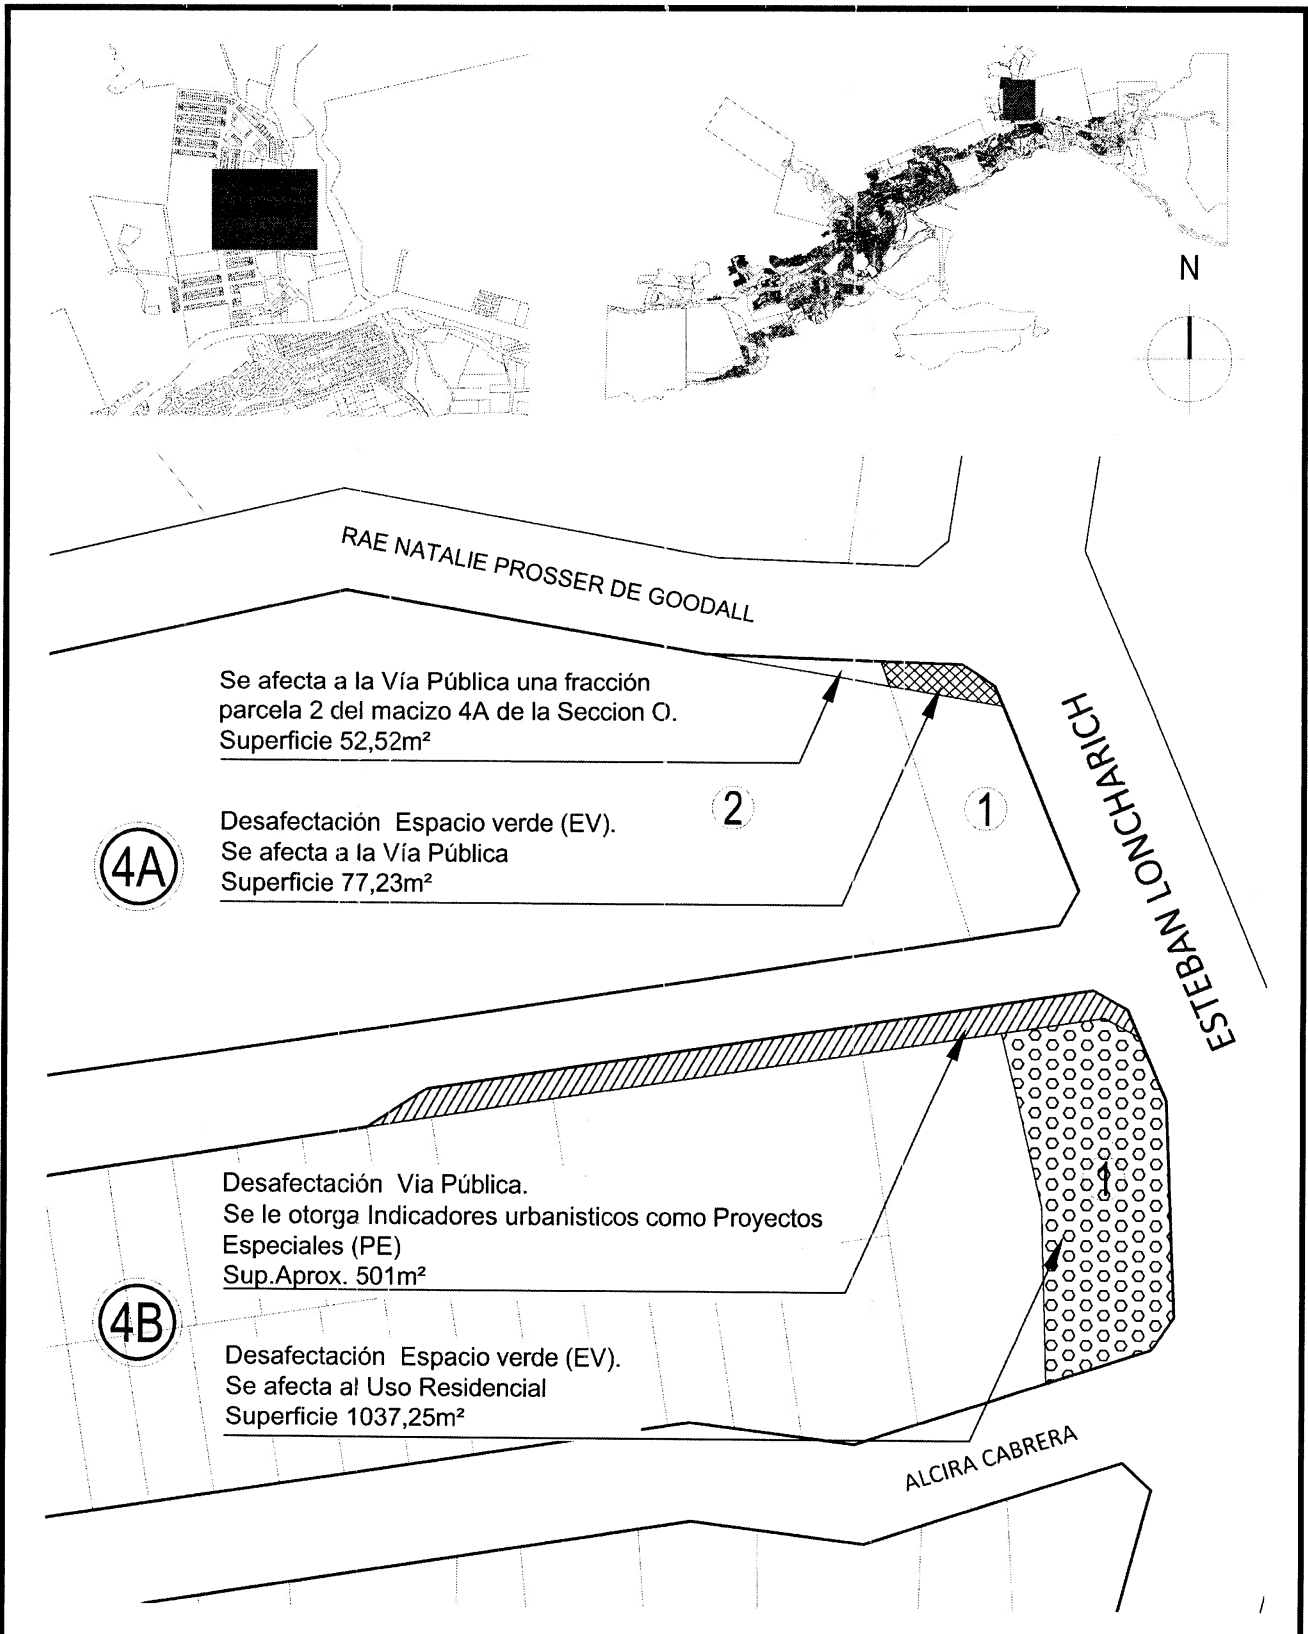 N
RAE NATALIE PROSSER DE GOODALL
Se afecta a la Vía Pública una fracción
parcela 2 del macizo 4A de la Seccion O.
Superficie 52,52m²
2
1
ESTEBAN LONCHARICH
4A
Desafectación Espacio verde (EV).
Se afecta a la Vía Pública
Superficie 77,23m²
Desafectación Via Pública.
Se le otorga Indicadores urbanisticos como Proyectos
Especiales (PE)
Sup.Aprox. 501m²
1
4B
Desafectación Espacio verde (EV).
Se afecta al Uso Residencial
Superficie 1037,25m²
ALCIRA CABRERA